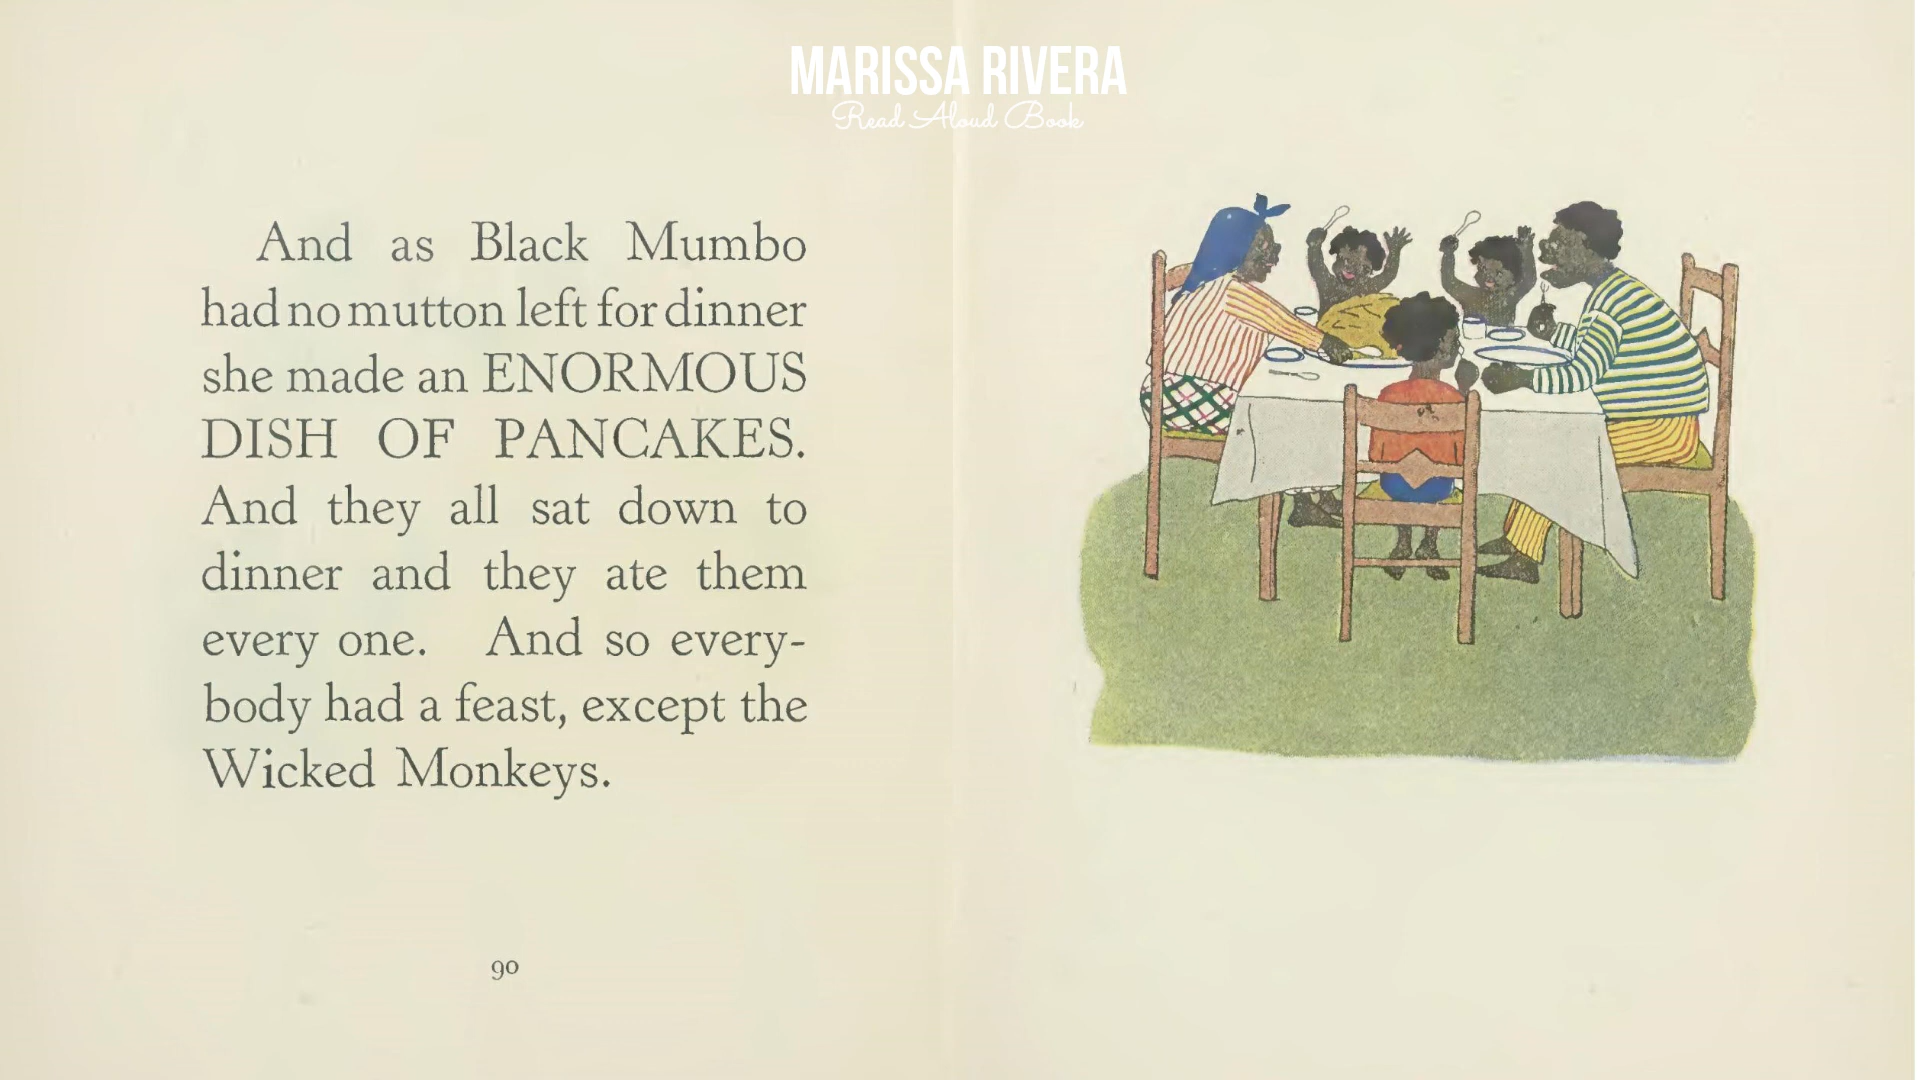 MARISSA RIVERA
Read Aloud Book
And as Black Mumbo
had no mutton left for dinner
she made an ENORMOUS
DISH OF PANCAKES.
And they all sat down to
dinner and they ate them
every one. And so every-
body had a feast, except the
Wicked Monkeys.
90